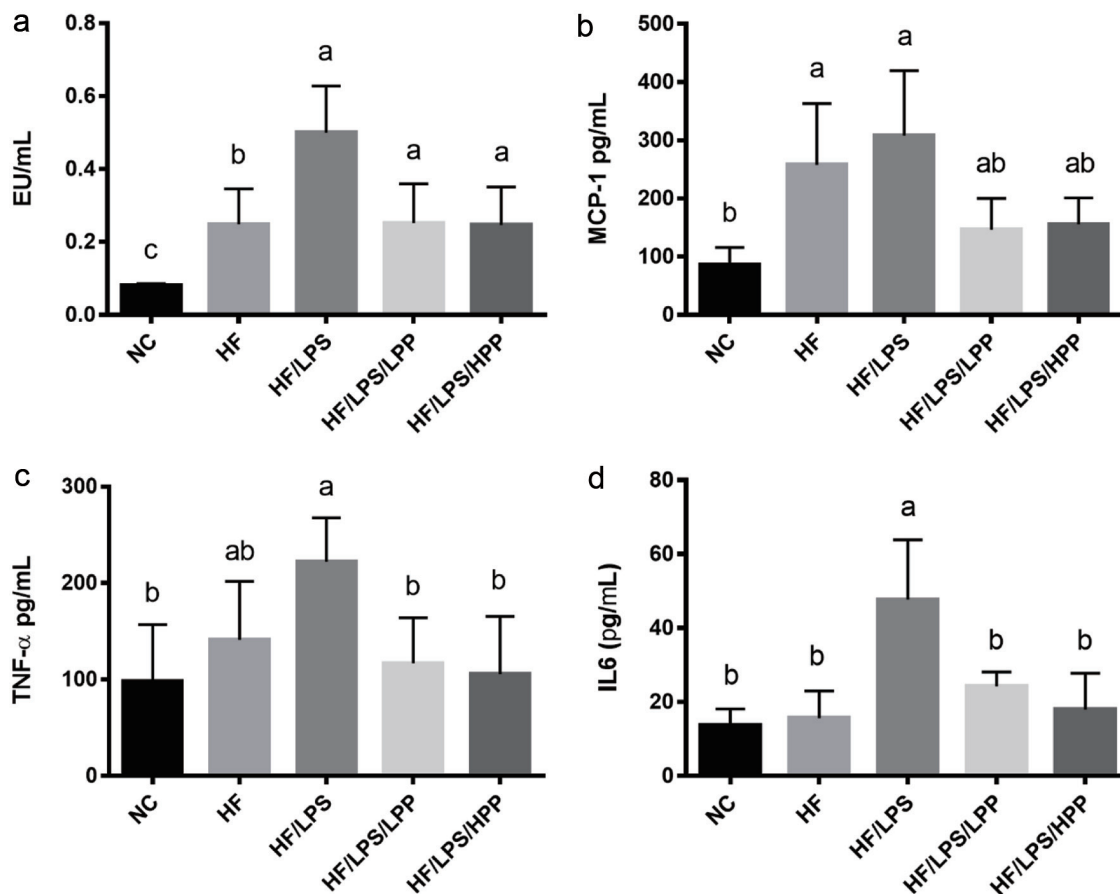 a
EU/mL
0.8
0.6
0.4
0.2
0.0
c
b
a
a
a
NC
HF
HF/LPS
HF/LPS/LPP
HF/LPS/HPP
b
MCP-1 pg/mL
500
400
300
200
100
0
b
a
a
ab
ab
NC
HF
HF/LPS
HF/LPS/LPP
HF/LPS/HPP
c
TNF-α pg/mL
300
200
100
0
b
ab
a
b
b
NC
HF
HF/LPS
HF/LPS/LPP
HF/LPS/HPP
d
IL6 (pg/mL)
80
60
40
20
0
b
b
a
b
b
NC
HF
HF/LPS
HF/LPS/LPP
HF/LPS/HPP